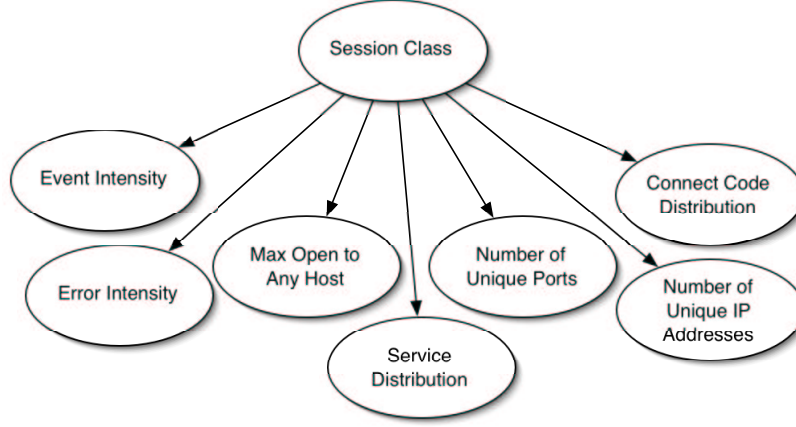 Session Class
Event Intensity
Connect Code
Distribution
Max Open to
Any Host
Number of
Unique Ports
Error Intensity
Number of
Unique IP
Addresses
Service
Distribution